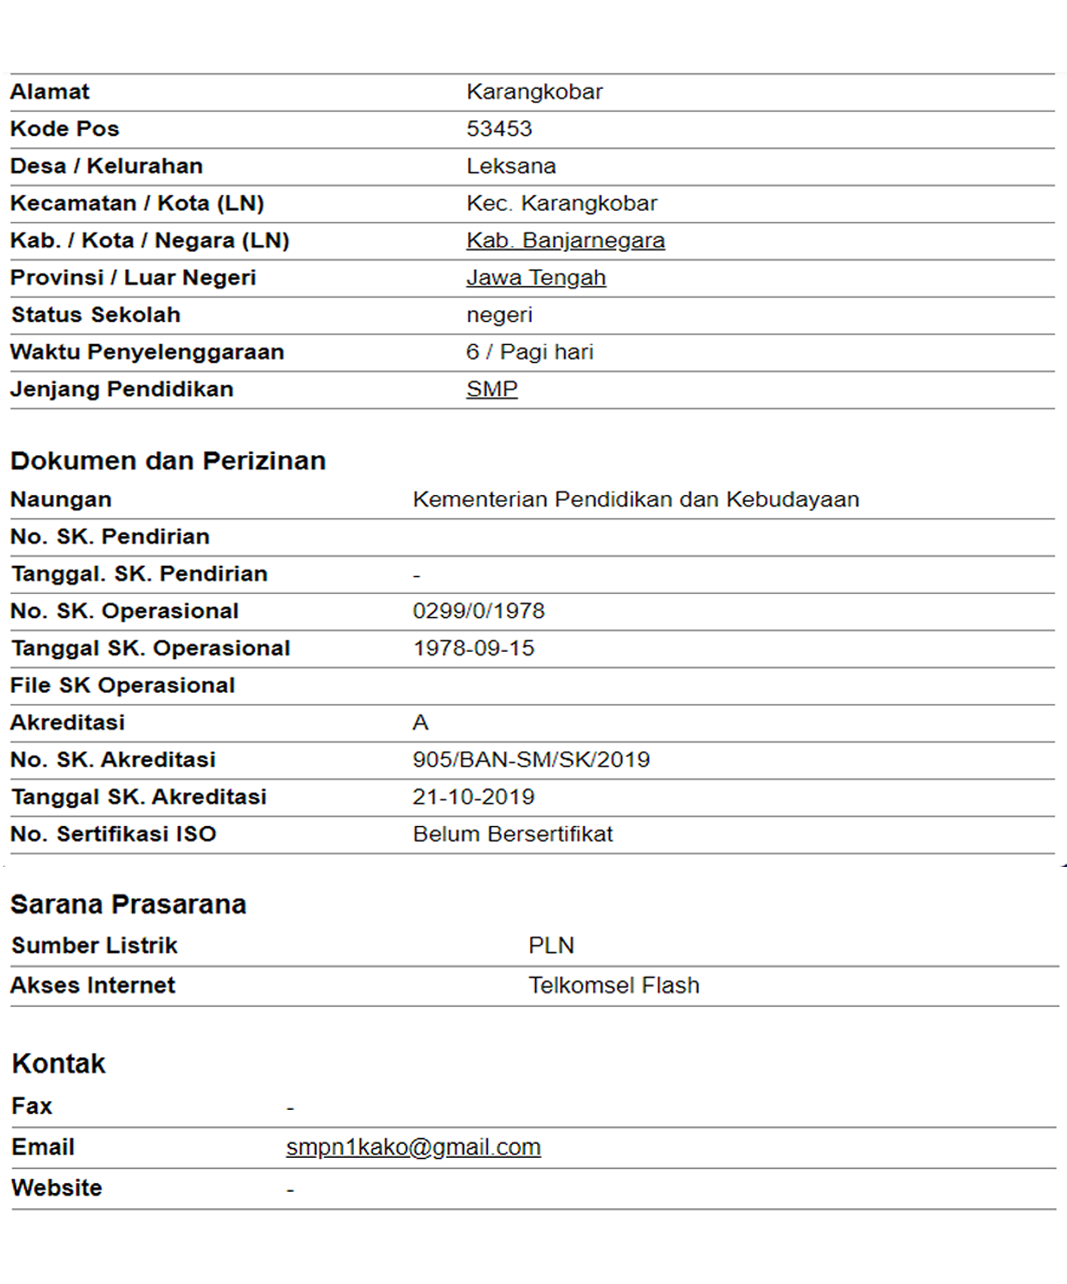 Alamat Karangkobar
Kode Pos 53453
Desa / Kelurahan Leksana
Kecamatan / Kota (LN) Kec. Karangkobar
Kab. / Kota / Negara (LN) Kab. Banjarnegara
Provinsi / Luar Negeri Jawa Tengah
Status Sekolah negeri
Waktu Penyelenggaraan 6 / Pagi hari
Jenjang Pendidikan SMP
Dokumen dan Perizinan
Naungan Kementerian Pendidikan dan Kebudayaan
No. SK. Pendirian
Tanggal. SK. Pendirian -
No. SK. Operasional 0299/0/1978
Tanggal SK. Operasional 1978-09-15
File SK Operasional
Akreditasi A
No. SK. Akreditasi 905/BAN-SM/SK/2019
Tanggal SK. Akreditasi 21-10-2019
No. Sertifikasi ISO Belum Bersertifikat
Sarana Prasarana
Sumber Listrik PLN
Akses Internet Telkomsel Flash
Kontak
Fax -
Email smpn1kako@gmail.com
Website -